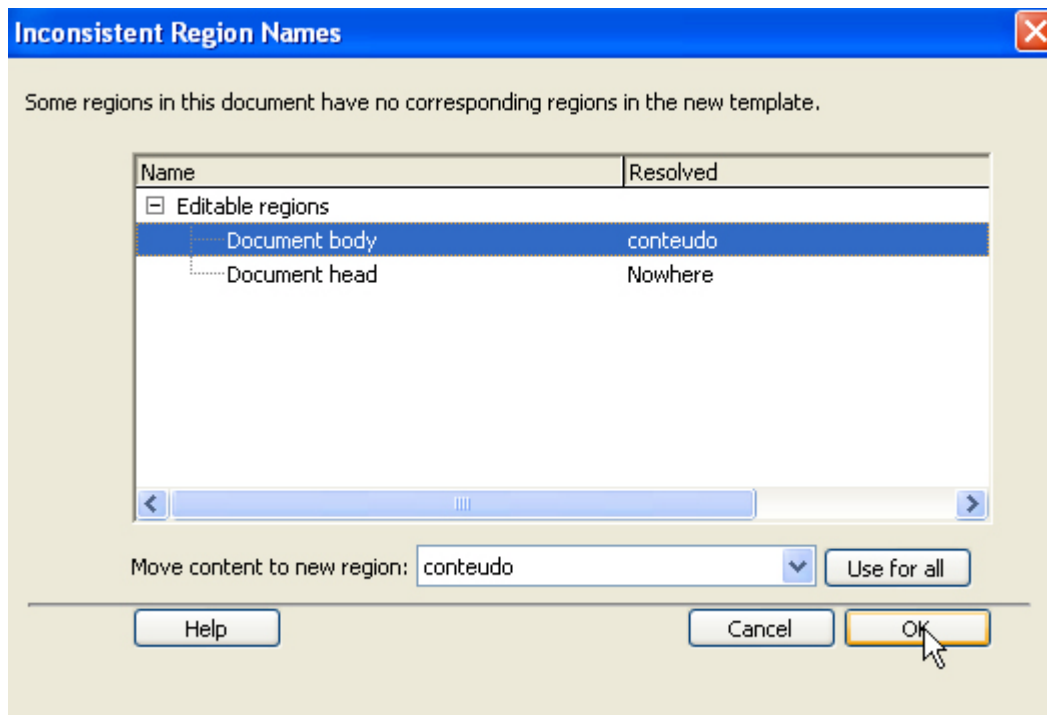 Inconsistent Region Names
Some regions in this document have no corresponding regions in the new template.
Name Resolved
Editable regions
Document body conteudo
Document head Nowhere
Move content to new region: conteudo Use for all
Help Cancel OK